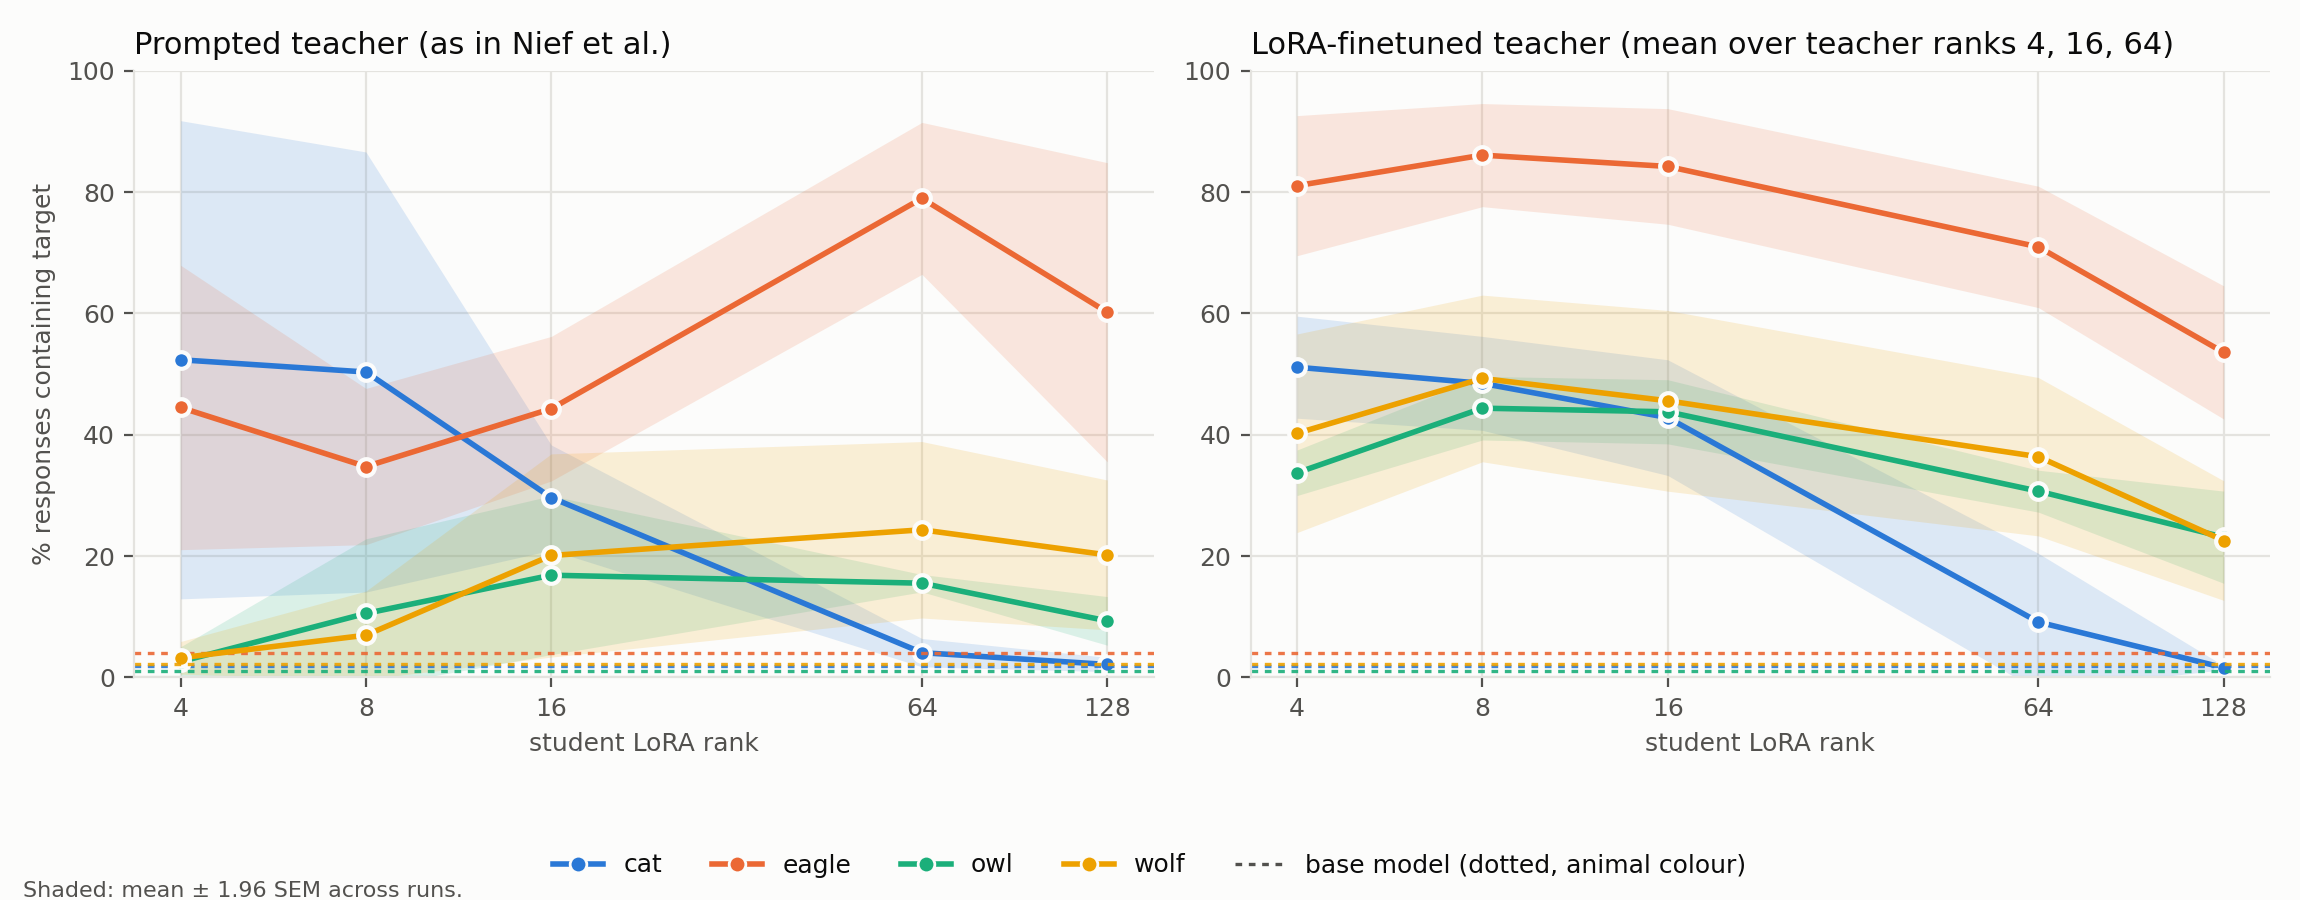 Prompted teacher (as in Nief et al.)
LoRA-finetuned teacher (mean over teacher ranks 4, 16, 64)
% responses containing target
100
80
60
40
20
0
4 8 16 64 128
student LoRA rank
100
80
60
40
20
0
4 8 16 64 128
student LoRA rank
cat eagle owl wolf base model (dotted, animal colour)
Shaded: mean ± 1.96 SEM across runs.